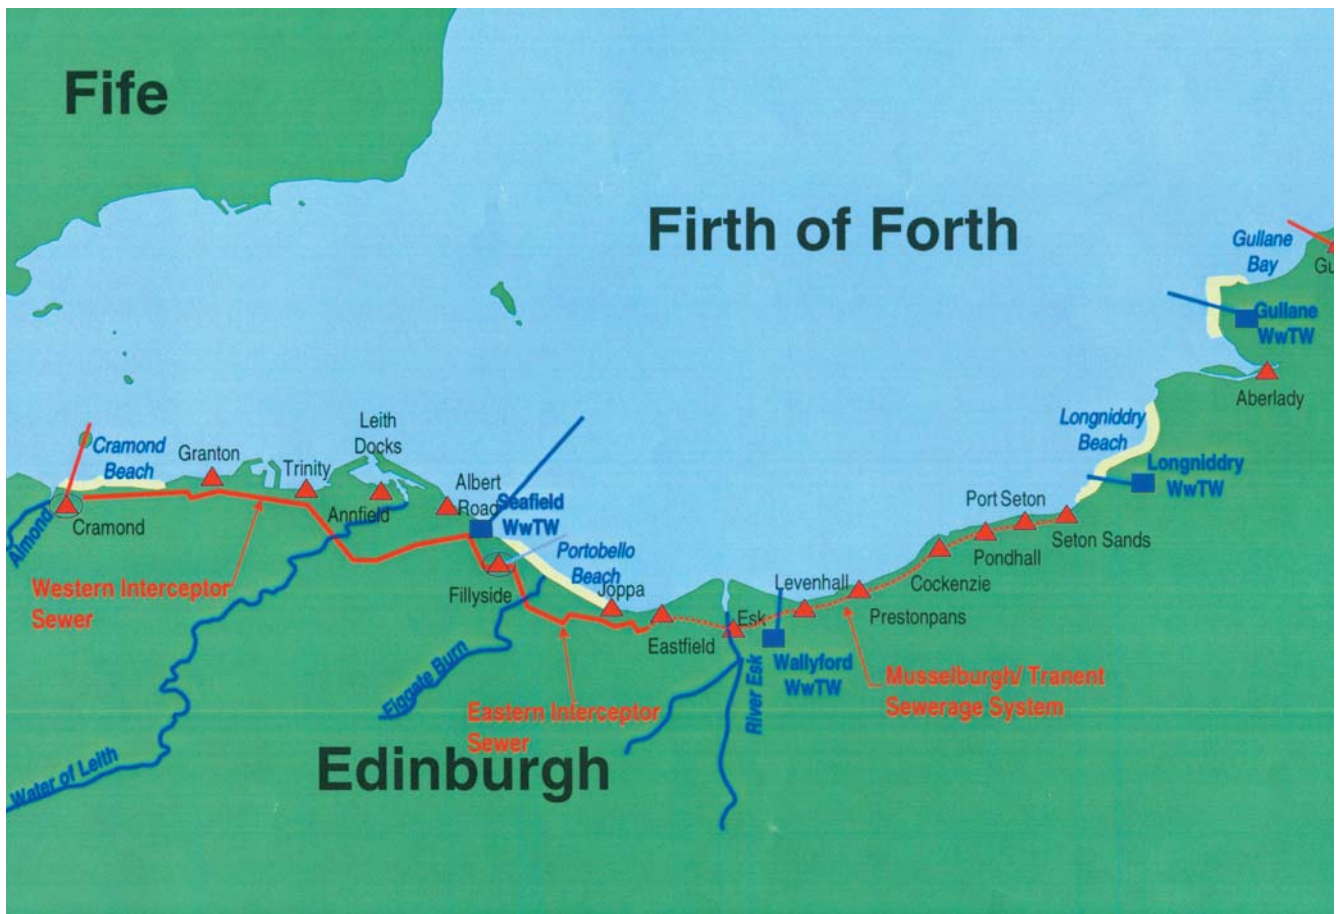 Fife
Firth of Forth
Gullane
Bay
Gu
Gullane
WwTW
Aberlady
Longniddry
Beach
Longniddry
WwTW
Leith
Docks
Cramond
Beach
Granton
Trinity
Annfield
Albert
Road
Seafield
WwTW
Almond
Cramond
Port Seton
Seton Sands
Pondhall
Cockenzie
Portobello
Beach
Levenhall
Prestonpans
Western Interceptor
Sewer
Fillyside
Joppa
Eastfield
Esk
Wallyford
WwTW
River Esk
Musselburgh/ Tranent
Sewerage System
Figgate Burn
Eastern Interceptor
Sewer
Edinburgh
Water of Leith